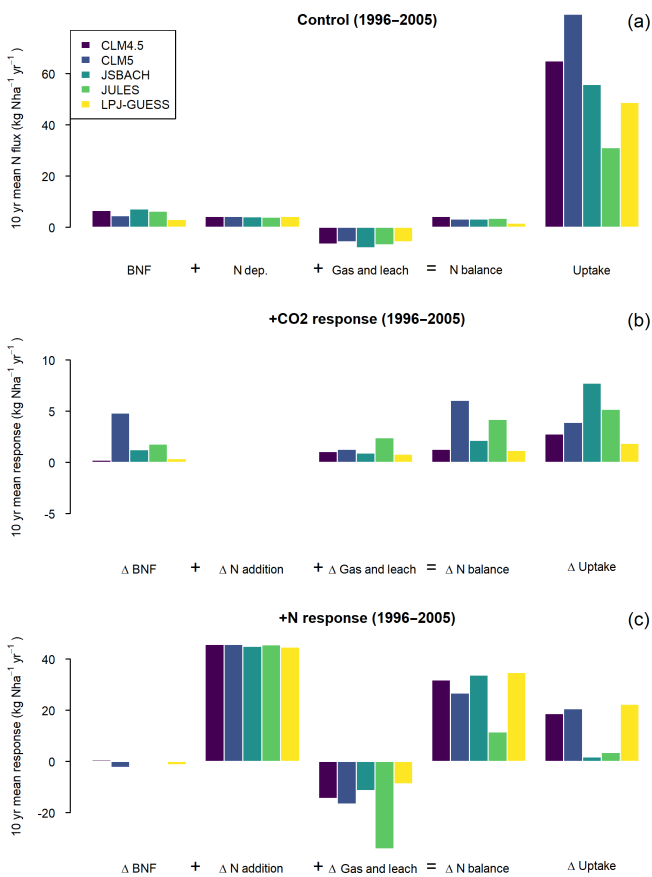 Control (1996−2005)
(a)
10 yr mean N flux (kg Nha−1 yr−1 )
60
40
20
0
CLM4.5
CLM5
JSBACH
JULES
LPJ-GUESS
BNF + N dep. + Gas and leach = N balance Uptake
+CO2 response (1996−2005)
(b)
10 yr mean response (kg Nha−1 yr−1 )
10
5
0
-5
Δ BNF + Δ N addition + Δ Gas and leach = Δ N balance Δ Uptake
+N response (1996−2005)
(c)
10 yr mean response (kg Nha−1 yr−1 )
40
20
0
-20
Δ BNF + Δ N addition + Δ Gas and leach = Δ N balance Δ Uptake